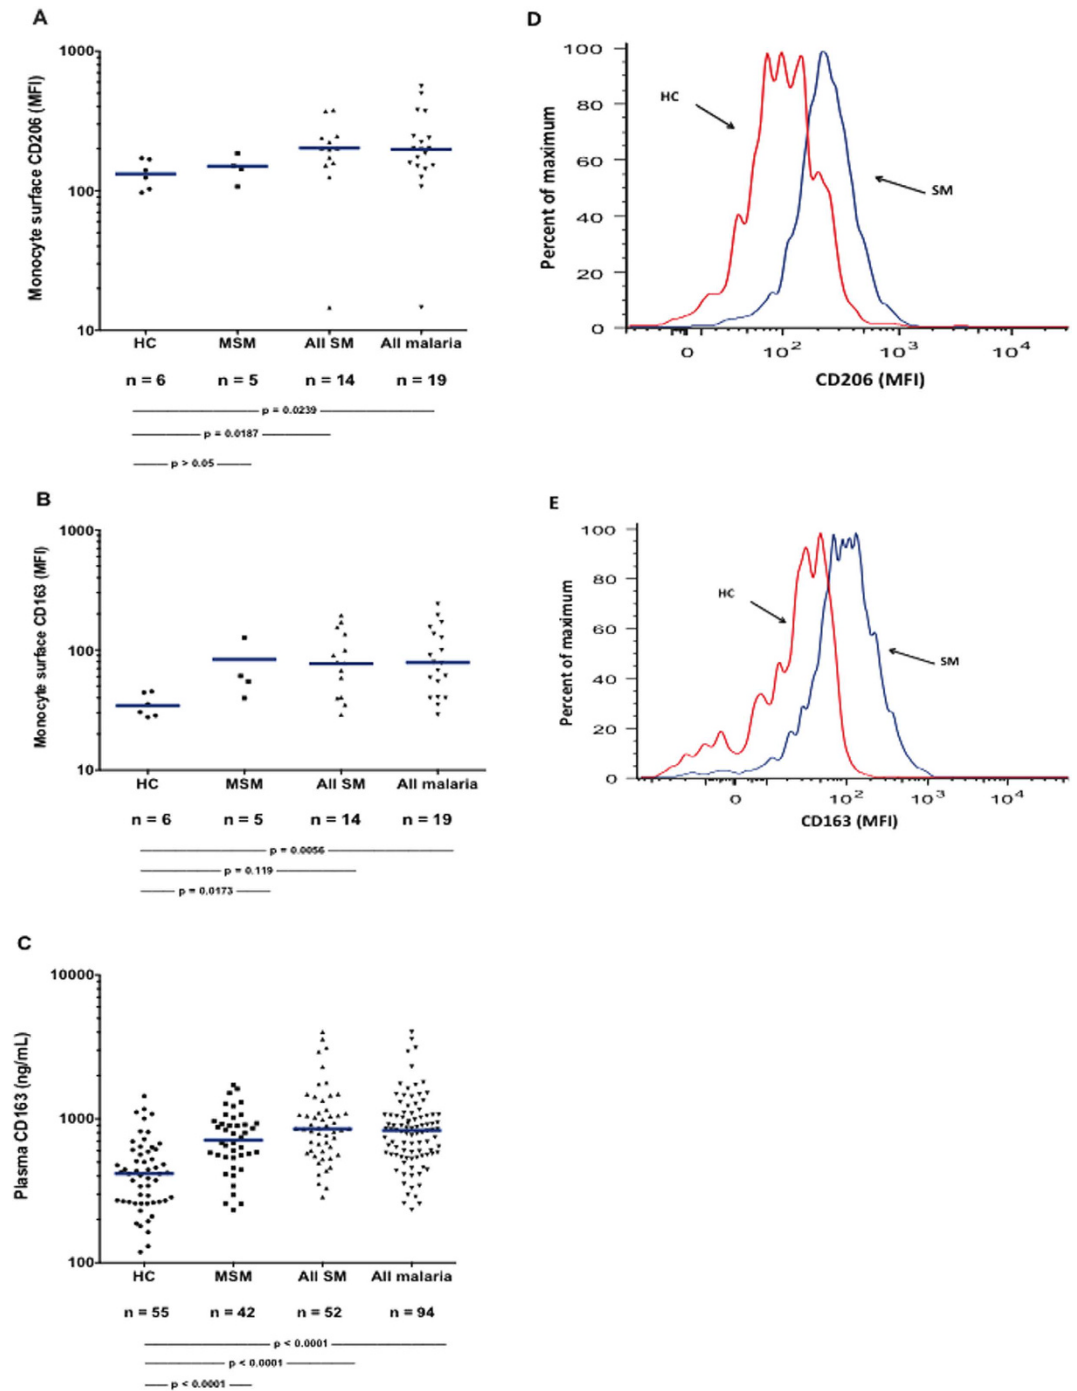 A
Monocyte surface CD206 (MFI)
1000
100
10
HC MSM All SM All malaria
n = 6 n = 5 n = 14 n = 19
p = 0.0239
p = 0.0187
p > 0.05
D
Percent of maximum
100
80
60
40
20
0
HC
SM
0 10² 10³ 10⁴
CD206 (MFI)
B
Monocyte surface CD163 (MFI)
1000
100
10
HC MSM All SM All malaria
n = 6 n = 5 n = 14 n = 19
p = 0.0056
p = 0.119
p = 0.0173
E
Percent of maximum
100
80
60
40
20
0
HC
SM
0 10² 10³ 10⁴
CD163 (MFI)
C
Plasma CD163 (ng/mL)
10000
1000
100
HC MSM All SM All malaria
n = 55 n = 42 n = 52 n = 94
p < 0.0001
p < 0.0001
p < 0.0001